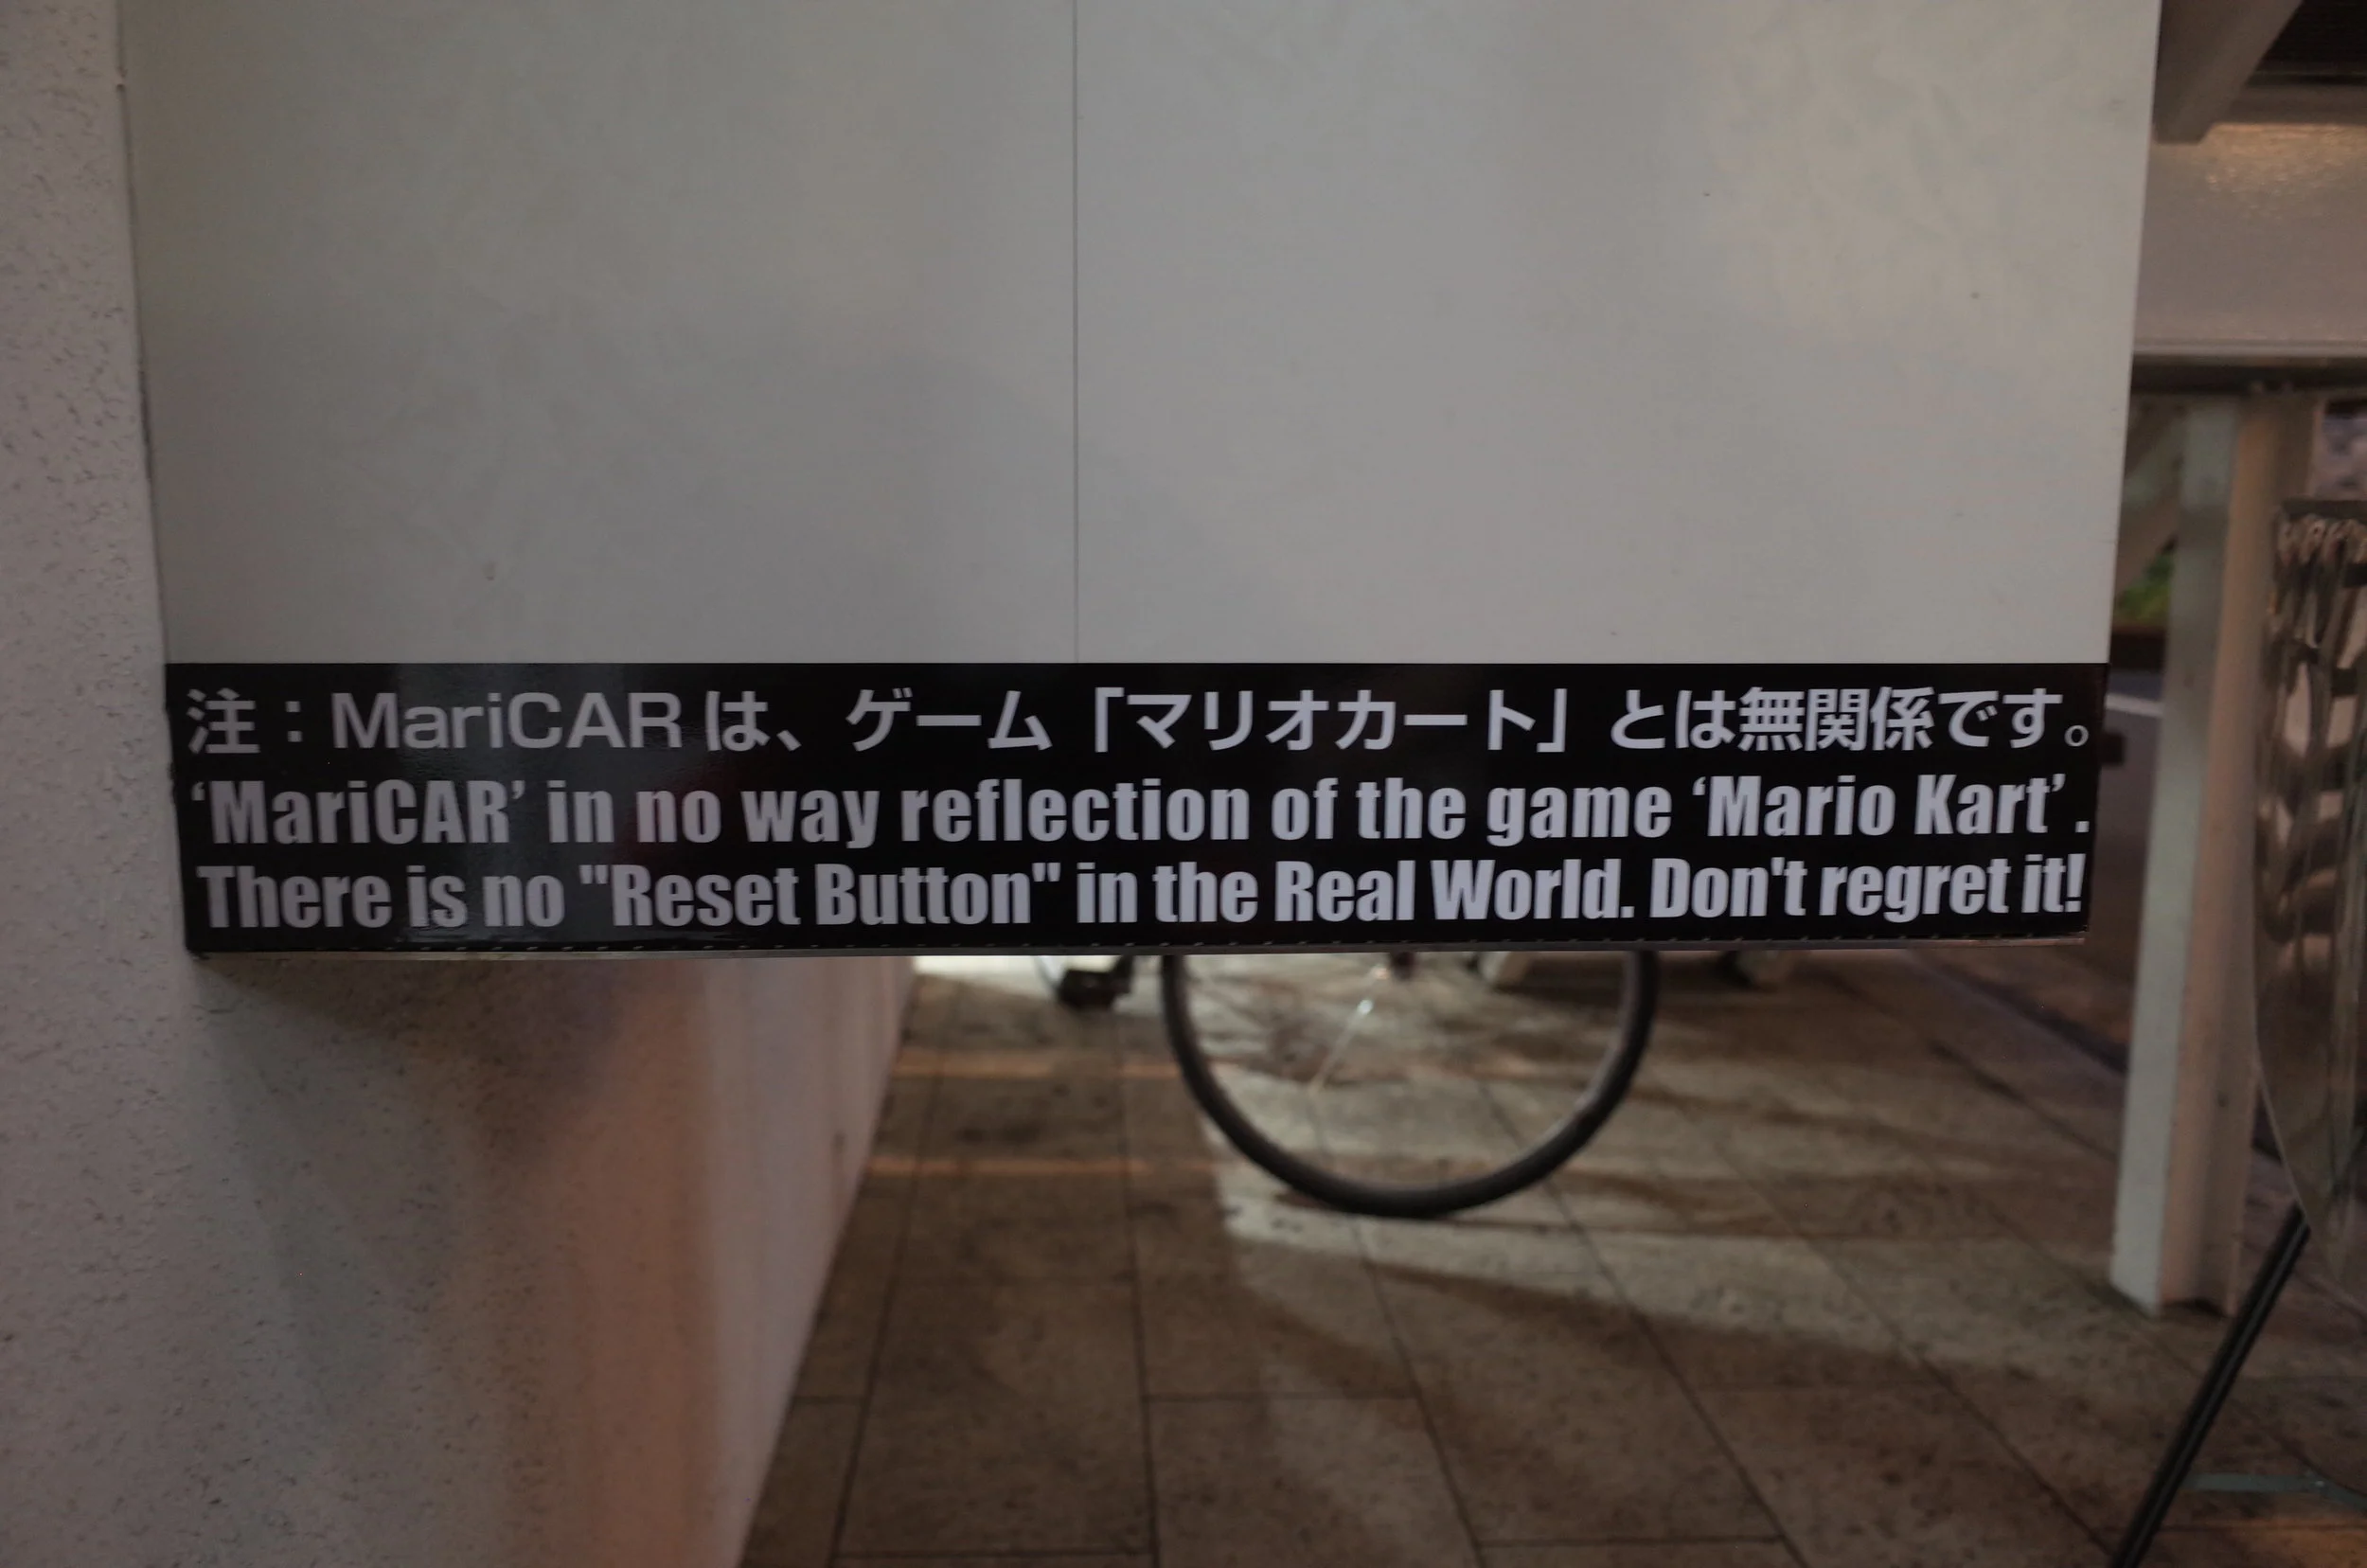 注：MariCARは、ゲーム「マリオカート」とは無関係です。
‘MariCAR’ in no way reflection of the game ‘Mario Kart’ .
There is no "Reset Button" in the Real World. Don't regret it!